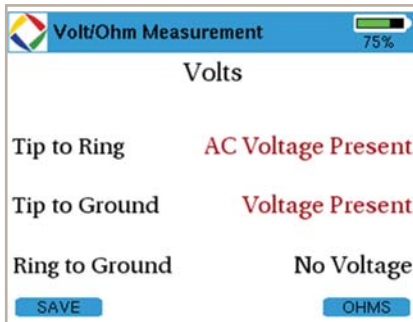 Volt/Ohm Measurement 75%
Volts
Tip to Ring AC Voltage Present
Tip to Ground Voltage Present
Ring to Ground No Voltage
SAVE OHMS